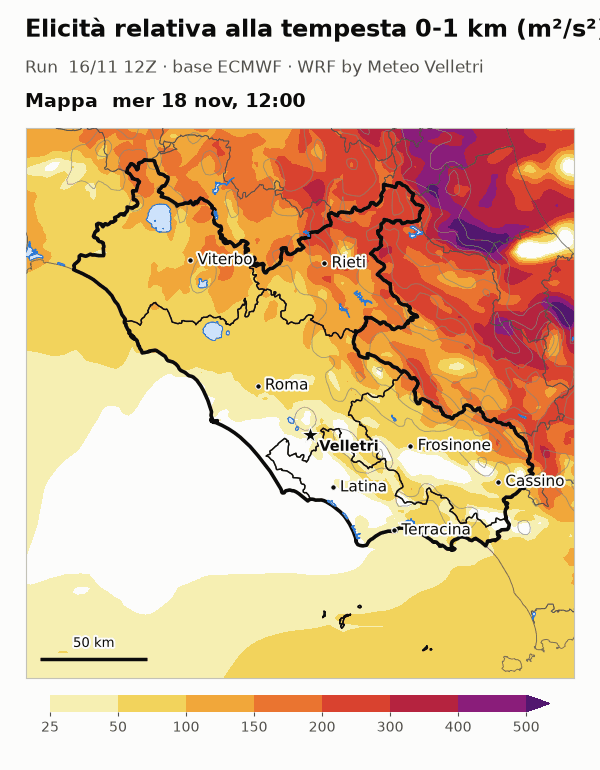 Elicità relativa alla tempesta 0-1 km (m²/s²)
Run 16/11 12Z · base ECMWF · WRF by Meteo Velletri
Mappa mer 18 nov, 12:00
Viterbo
Rieti
Roma
Velletri
Frosinone
Latina
Cassino
Terracina
50 km
25 50 100 150 200 300 400 500